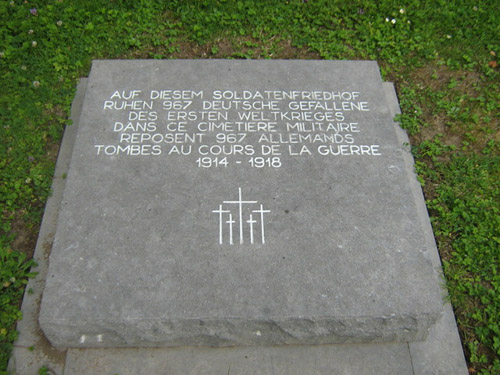 AUF DIESEM SOLDATENFRIEDHOF
RUHEN 967 DEUTSCHE GEFALLENE
DES ERSTEN WELTKRIEGES
DANS CE CIMETIERE MILITAIRE
REPOSENT 967 ALLEMANDS
TOMBES AU COURS DE LA GUERRE
1914 - 1918